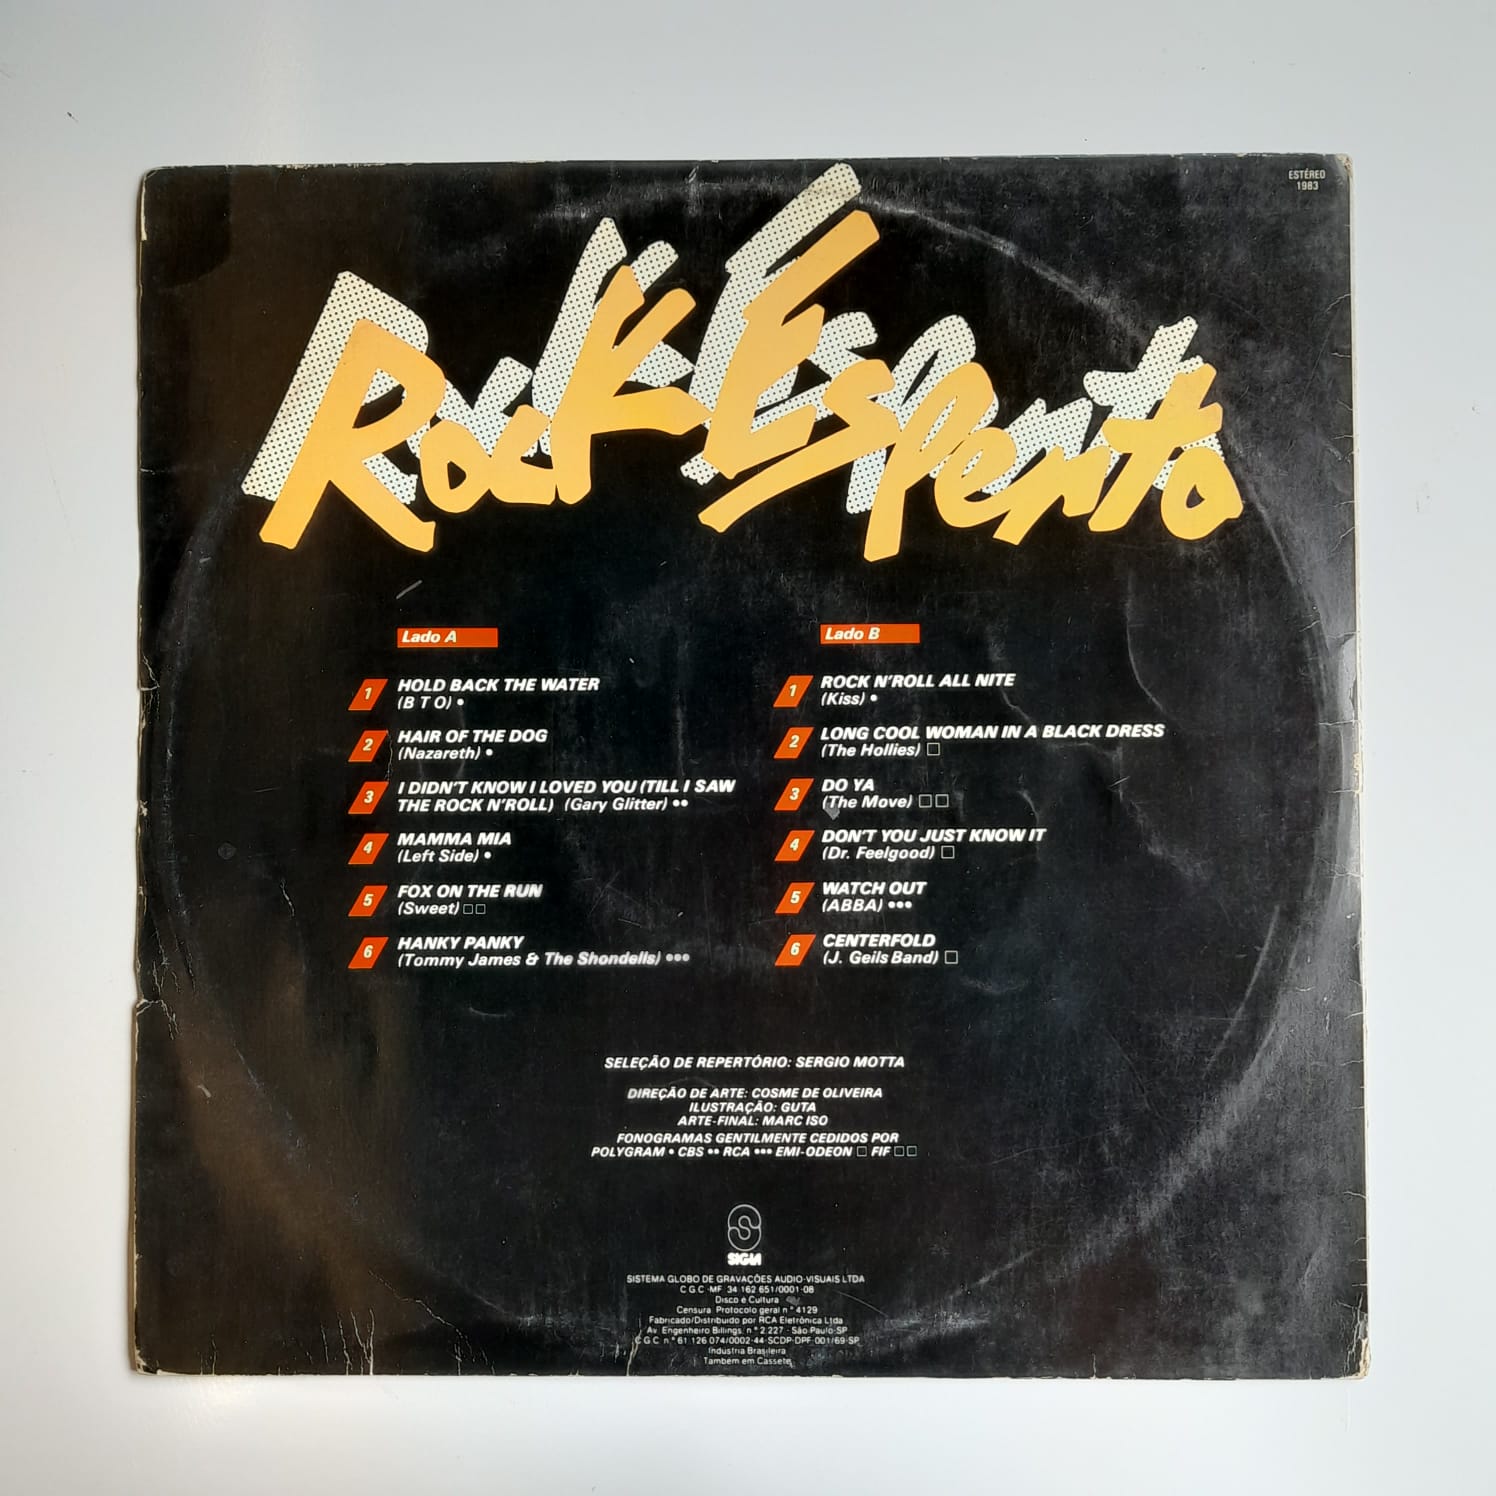 ESTÉREO
1983
Rock Esperto
Lado A
1 HOLD BACK THE WATER
(B T O) •
2 HAIR OF THE DOG
(Nazareth) •
3 I DIDN'T KNOW I LOVED YOU (TILL I SAW
THE ROCK N'ROLL) (Gary Glitter) ••
4 MAMMA MIA
(Left Side) •
5 FOX ON THE RUN
(Sweet) □□
6 HANKY PANKY
(Tommy James & The Shondells) •••
Lado B
1 ROCK N'ROLL ALL NITE
(Kiss) •
2 LONG COOL WOMAN IN A BLACK DRESS
(The Hollies) □
3 DO YA
(The Move) □□
4 DON'T YOU JUST KNOW IT
(Dr. Feelgood) □
5 WATCH OUT
(ABBA) •••
6 CENTERFOLD
(J. Geils Band) □
SELEÇÃO DE REPERTÓRIO: SERGIO MOTTA
DIREÇÃO DE ARTE: COSME DE OLIVEIRA
ILUSTRAÇÃO: GUTA
ARTE-FINAL: MARC ISO
FONOGRAMAS GENTILMENTE CEDIDOS POR
POLYGRAM • CBS •• RCA ••• EMI-ODEON □ FIF □□
SIGLA
SISTEMA GLOBO DE GRAVAÇÕES AUDIO-VISUAIS LTDA
C G C -MF 34 162 651/0001-08
Disco é Cultura
Censura Protocolo geral n° 4129
Fabricado/Distribuido por RCA Eletrônica Ltda
Av. Engenheiro Billings, n° 2.227 - São Paulo-SP
C G C n° 61 126 074/0002-44-SCDP-DPF-001/69-SP
Indústria Brasileira
Também em Cassete